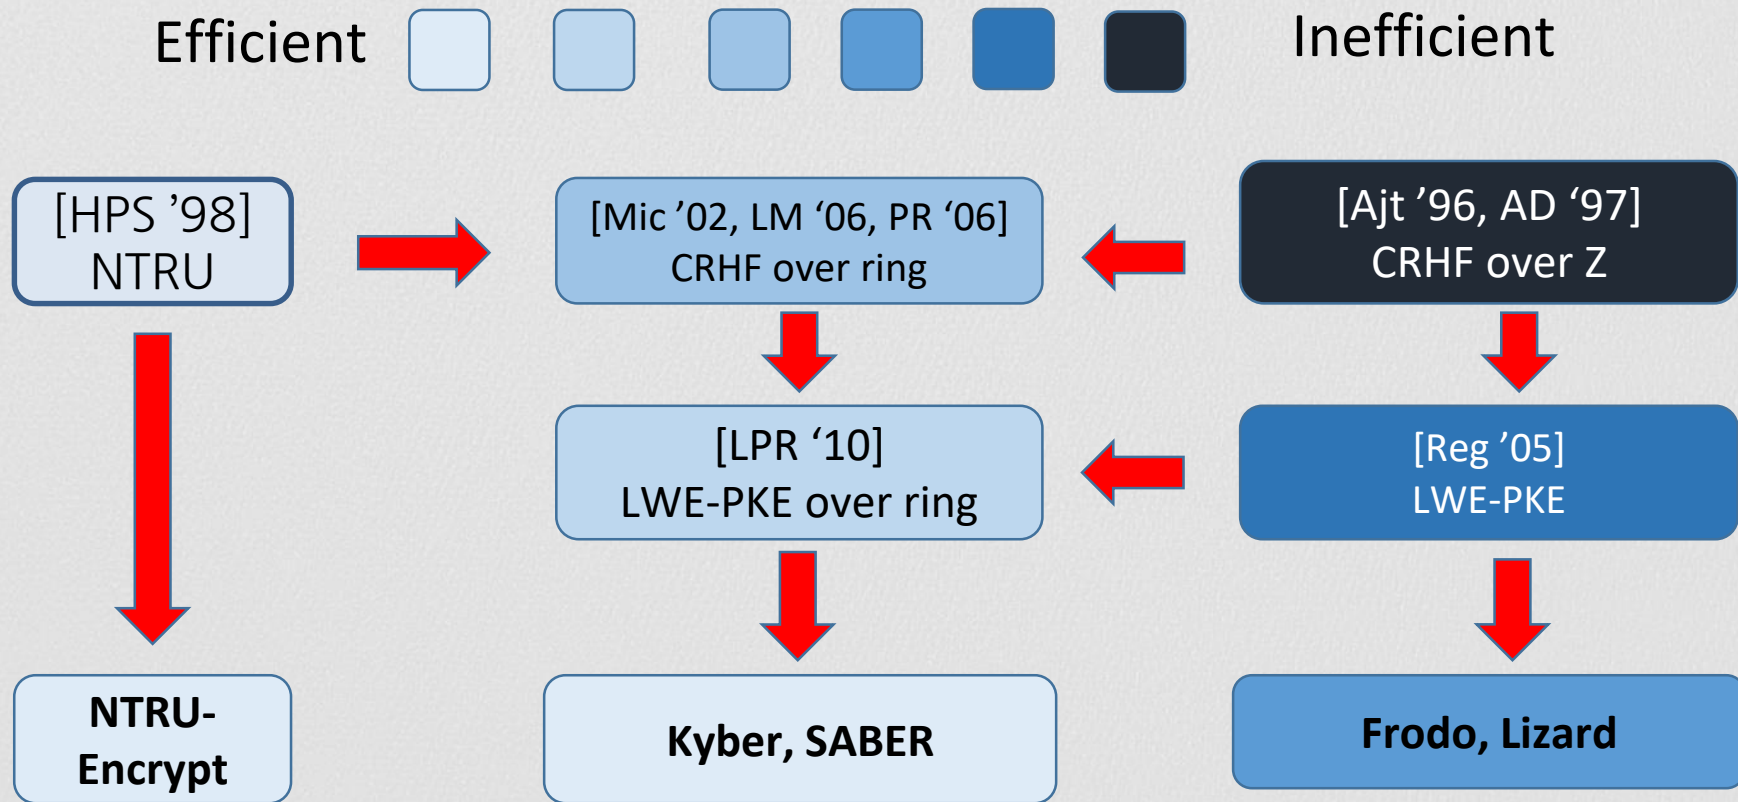 Efficient
Inefficient
[HPS ’98]
NTRU
[Mic ’02, LM ‘06, PR ‘06]
CRHF over ring
[Ajt ’96, AD ‘97]
CRHF over Z
[LPR ‘10]
LWE-PKE over ring
[Reg ’05]
LWE-PKE
NTRU-
Encrypt
Kyber, SABER
Frodo, Lizard